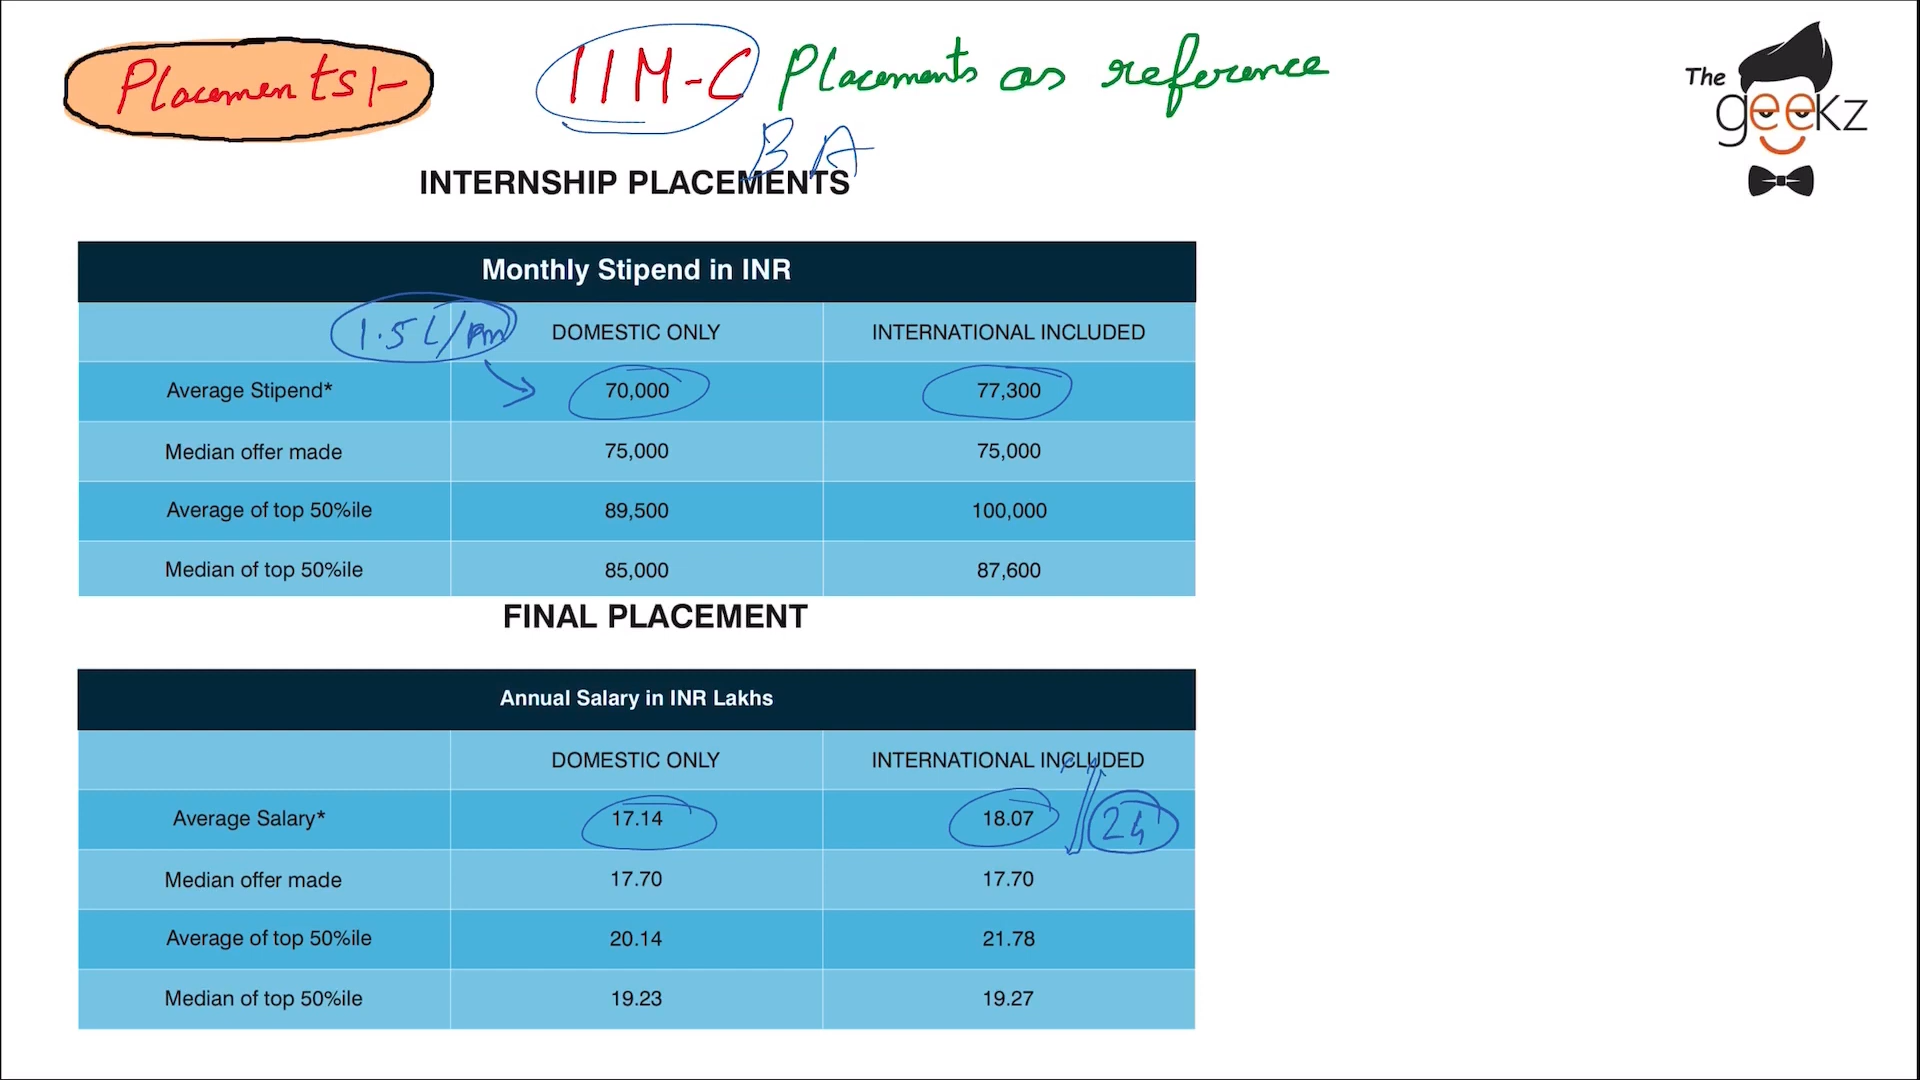 Placements:-
IIM-C Placements as reference
The
geekz
B A
INTERNSHIP PLACEMENTS
Monthly Stipend in INR
1.5 L/Pm DOMESTIC ONLY INTERNATIONAL INCLUDED
Average Stipend* 70,000 77,300
Median offer made 75,000 75,000
Average of top 50%ile 89,500 100,000
Median of top 50%ile 85,000 87,600
FINAL PLACEMENT
Annual Salary in INR Lakhs
DOMESTIC ONLY INTERNATIONAL INCLUDED
Average Salary* 17.14 18.07 24
Median offer made 17.70 17.70
Average of top 50%ile 20.14 21.78
Median of top 50%ile 19.23 19.27